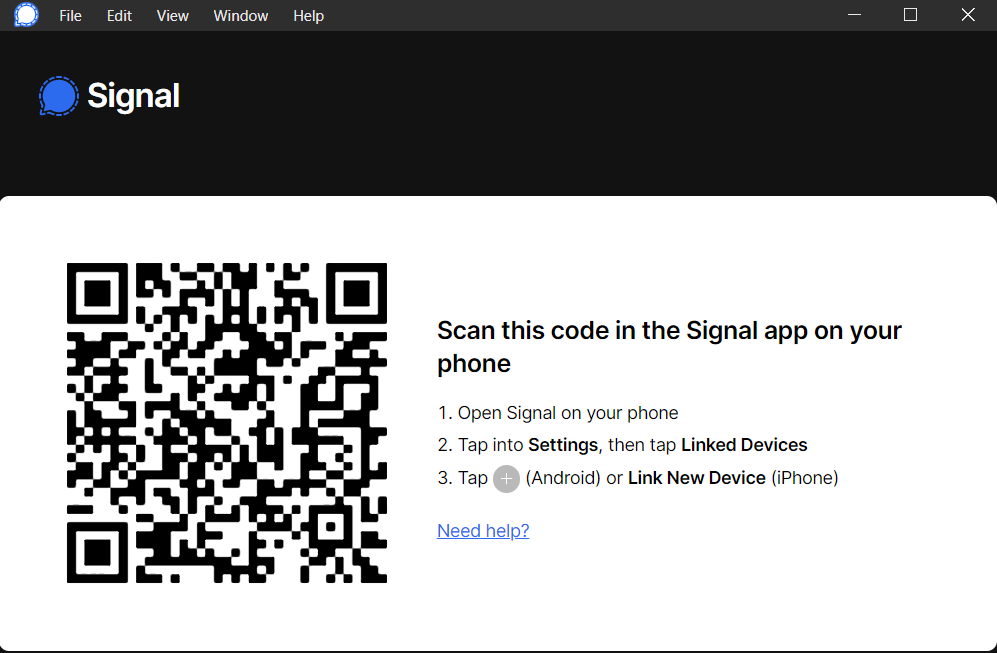 File Edit View Window Help
Signal
Scan this code in the Signal app on your
phone
1. Open Signal on your phone
2. Tap into Settings, then tap Linked Devices
3. Tap + (Android) or Link New Device (iPhone)
Need help?